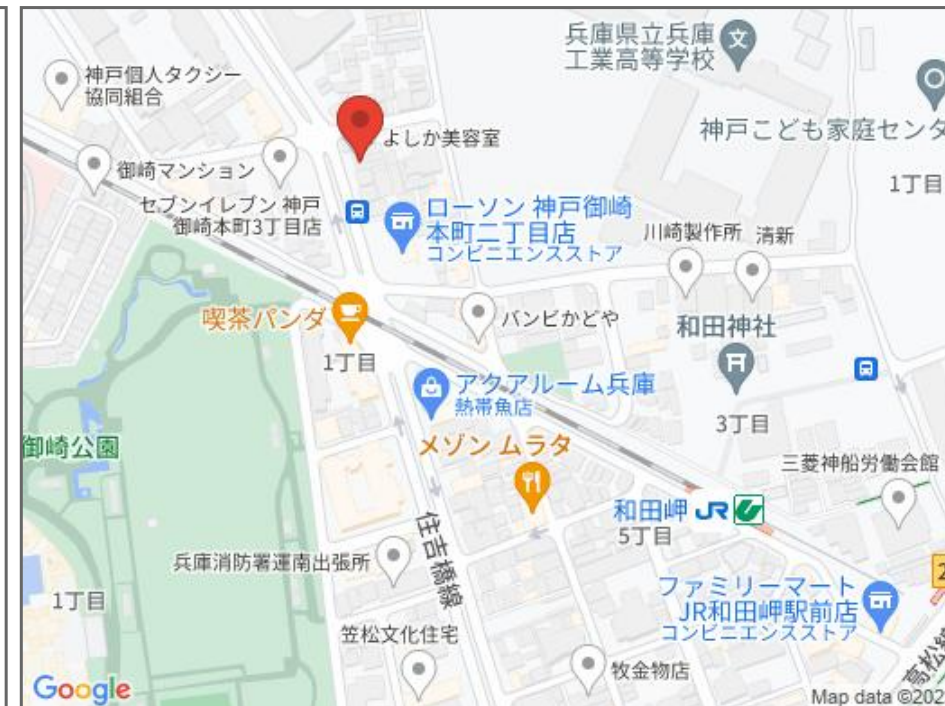 兵庫県立兵庫
工業高等学校
神戸個人タクシー
協同組合
よしか美容室
神戸こども家庭センタ
御崎マンション
1丁目
セブンイレブン 神戸
御崎本町3丁目店
ローソン 神戸御崎
本町二丁目店
コンビニエンスストア
川崎製作所
清新
喫茶パンダ
バンビかどや
和田神社
1丁目
アクアルーム兵庫
熱帯魚店
3丁目
御崎公園
メゾン ムラタ
三菱神船労働会館
和田岬 JR
5丁目
住吉橋線
兵庫消防署運南出張所
1丁目
ファミリーマート
JR和田岬駅前店
コンビニエンスストア
2
笠松文化住宅
高松線
牧金物店
Google
Map data ©202